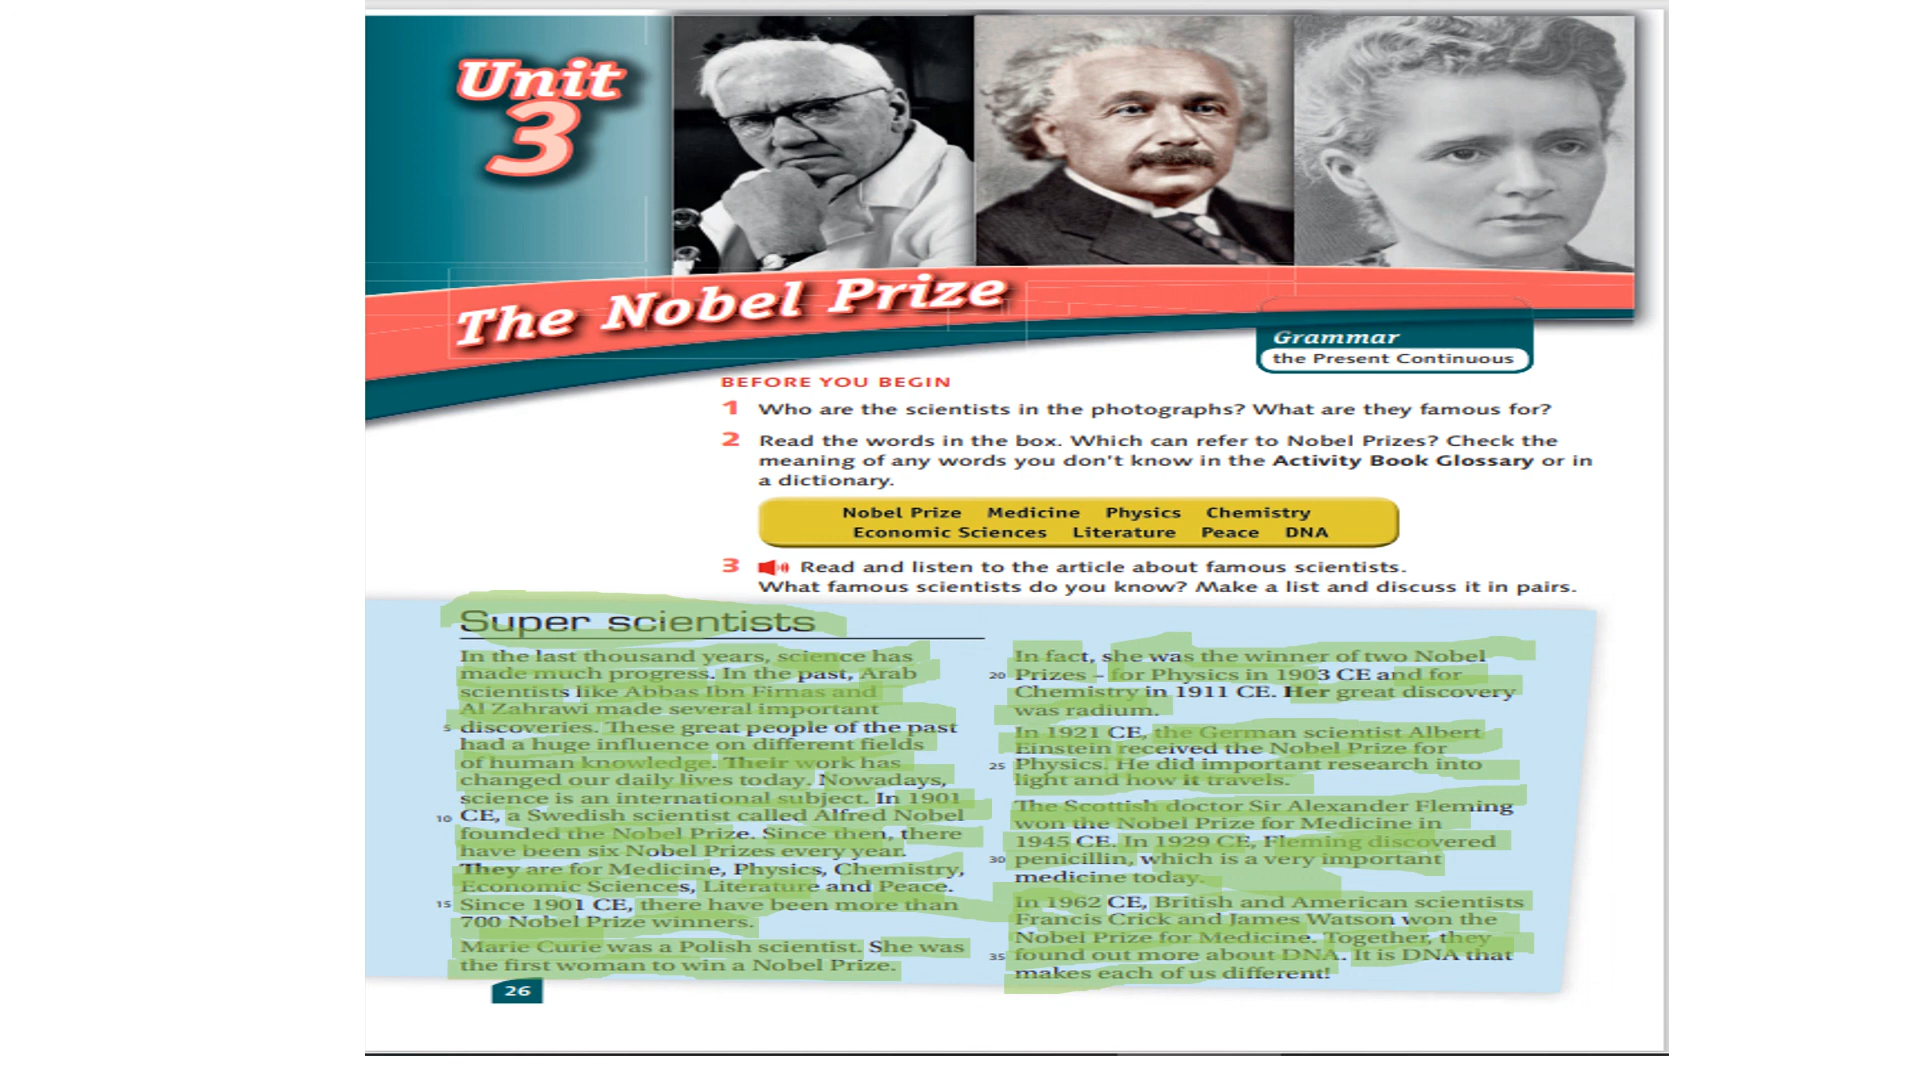 Unit
3
The Nobel Prize
Grammar
the Present Continuous
BEFORE YOU BEGIN
1 Who are the scientists in the photographs? What are they famous for?
2 Read the words in the box. Which can refer to Nobel Prizes? Check the
meaning of any words you don't know in the Activity Book Glossary or in
a dictionary.
Nobel Prize Medicine Physics Chemistry
Economic Sciences Literature Peace DNA
3 Read and listen to the article about famous scientists.
What famous scientists do you know? Make a list and discuss it in pairs.
Super scientists
In the last thousand years, science has
made much progress. In the past, Arab
scientists like Abbas Ibn Firnas and
Al Zahrawi made several important
5 discoveries. These great people of the past
had a huge influence on different fields
of human knowledge. Their work has
changed our daily lives today. Nowadays,
science is an international subject. In 1901
10 CE, a Swedish scientist called Alfred Nobel
founded the Nobel Prize. Since then, there
have been six Nobel Prizes every year.
They are for Medicine, Physics, Chemistry,
Economic Sciences, Literature and Peace.
15 Since 1901 CE, there have been more than
700 Nobel Prize winners.
Marie Curie was a Polish scientist. She was
the first woman to win a Nobel Prize.
In fact, she was the winner of two Nobel
20 Prizes – for Physics in 1903 CE and for
Chemistry in 1911 CE. Her great discovery
was radium.
In 1921 CE, the German scientist Albert
Einstein received the Nobel Prize for
25 Physics. He did important research into
light and how it travels.
The Scottish doctor Sir Alexander Fleming
won the Nobel Prize for Medicine in
1945 CE. In 1929 CE, Fleming discovered
30 penicillin, which is a very important
medicine today.
In 1962 CE, British and American scientists
Francis Crick and James Watson won the
Nobel Prize for Medicine. Together, they
35 found out more about DNA. It is DNA that
makes each of us different!
26